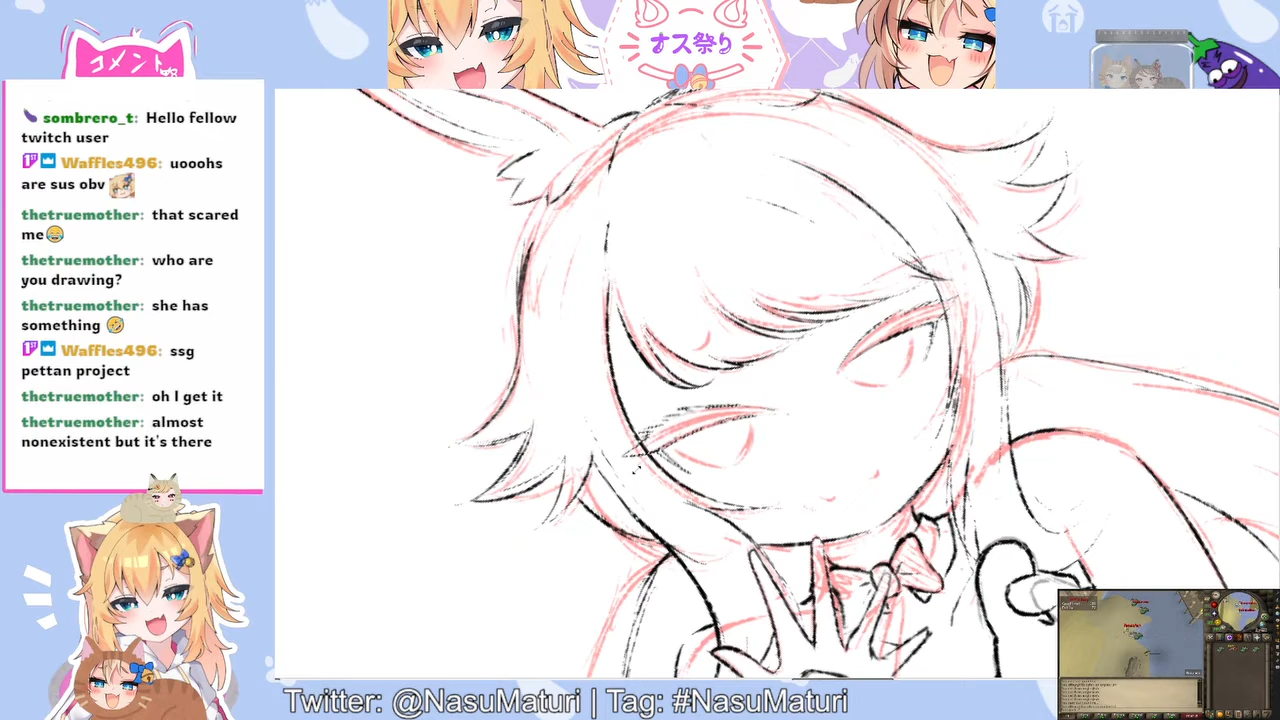 オス祭り
コメント
sombrero_t: Hello fellow
twitch user
Waffles496: uooohs
are sus obv
thetruemother: that scared
me😂
thetruemother: who are
you drawing?
thetruemother: she has
something 🤣
Waffles496: ssg
pettan project
thetruemother: oh I get it
thetruemother: almost
nonexistent but it's there
Twitter: @NasuMaturi | Tag: #NasuMaturi